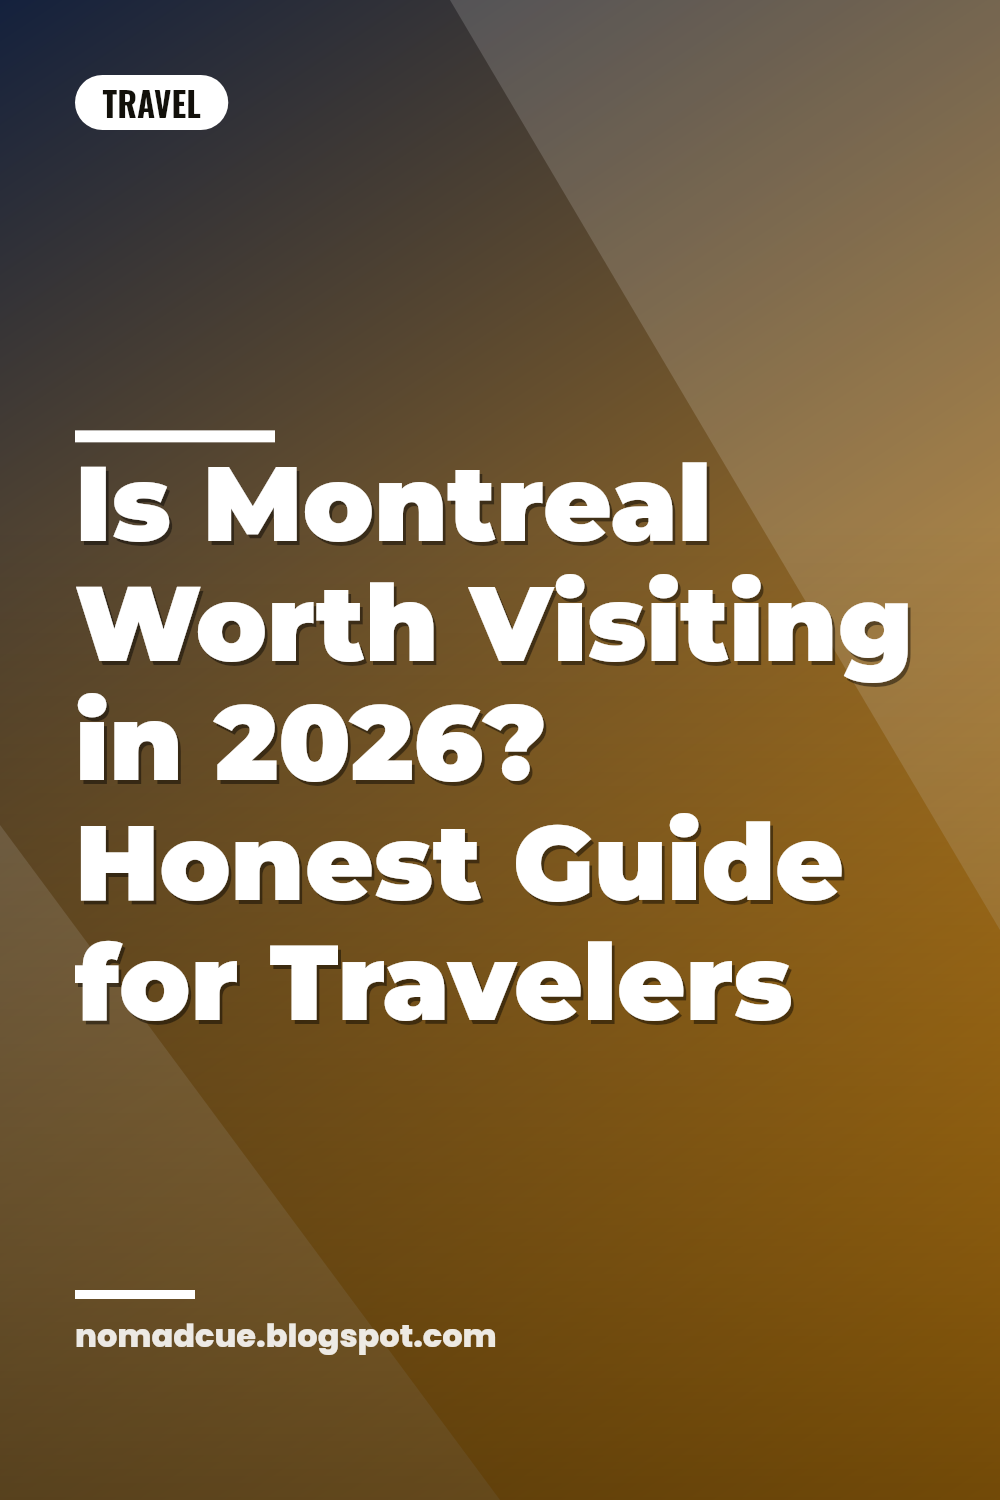 TRAVEL
Is Montreal
Worth Visiting
in 2026?
Honest Guide
for Travelers
nomadcue.blogspot.com